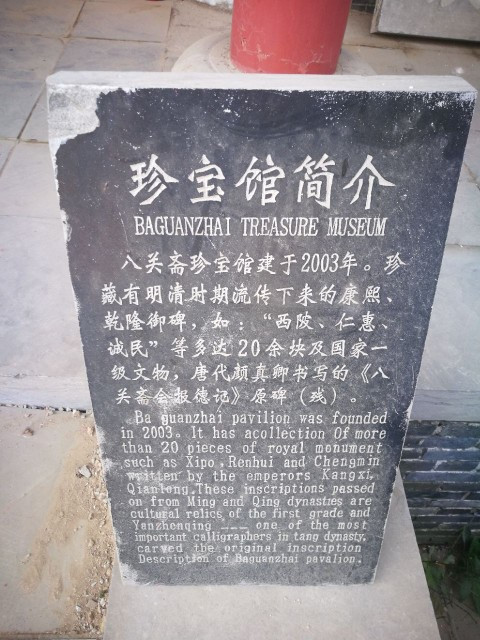 珍宝馆简介
BAGUANZHAI TREASURE MUSEUM
八关斋珍宝馆建于2003年。珍
藏有明清时期流传下来的康熙、
乾隆御碑，如：“西陂、仁惠、
诚民”等多达20余块及国家一
级文物，唐代颜真卿书写的《八
关斋会报德记》原碑（残）。
Ba guanzhai pavilion was founded
in 2003。It has acollection Of more
than 20 pieces of royal monument
such as Xipo，Renhui and Chengmin
written by the emperors Kangxi,
Qianlong.These inscriptions passed
on from Ming and Qing dynasties are
cultural relics of the first grade and
Yanzhenqing ___ one of the most
important calligraphers in tang dynasty,
carved the original inscription
Description of Baguanzhai pavalion.